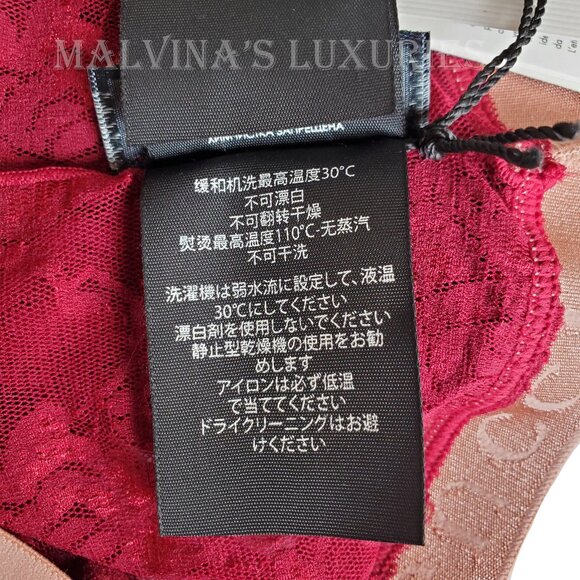 MALVINA'S LUXURIES
ХИМЧИСТКА ЗАПРЕЩЕНА
缓和机洗最高温度30°C
不可漂白
不可翻转干燥
熨烫最高温度110°C-无蒸汽
不可干洗
洗濯機は弱水流に設定して、液温
30°Cにしてください
漂白剤を使用しないでください
静止型乾燥機の使用をお勧
めします
アイロンは必ず低温
で当ててください
ドライクリーニングはお避
けください